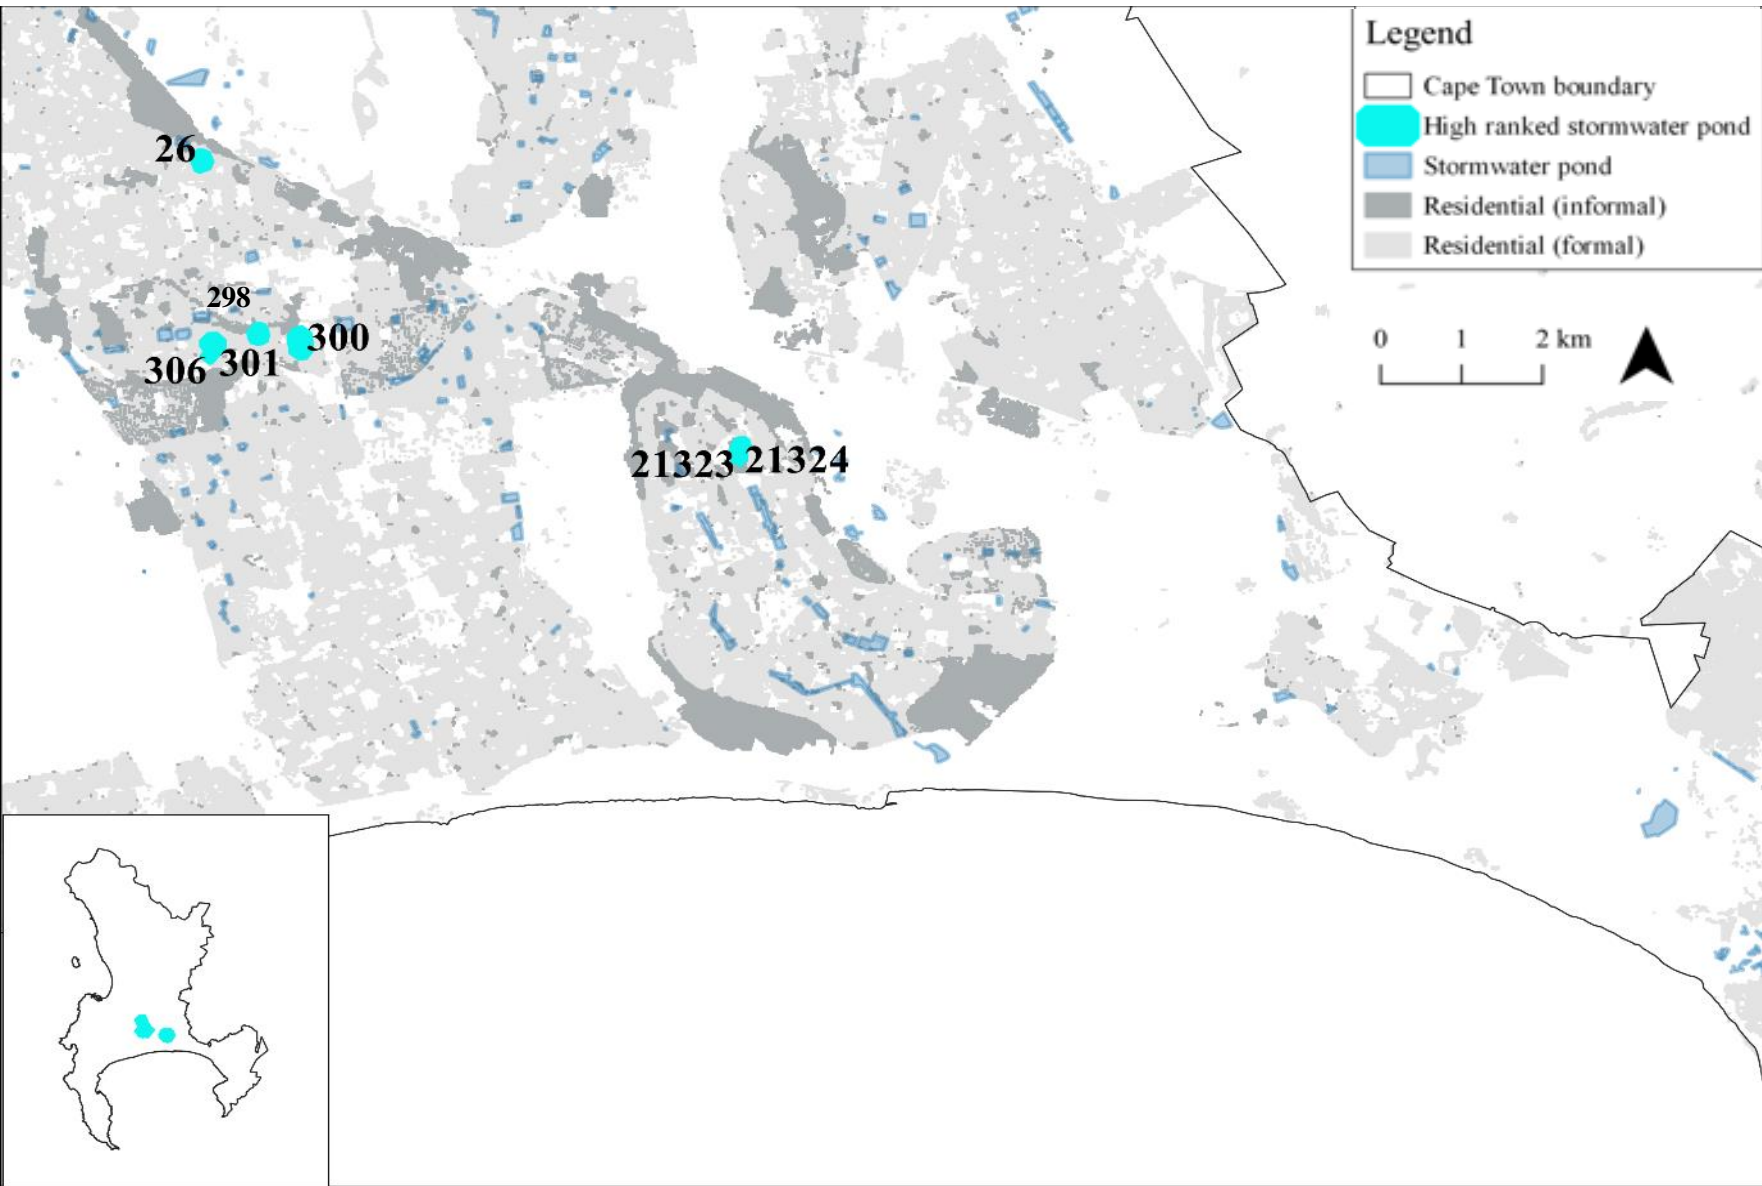 Legend
Cape Town boundary
High ranked stormwater pond
Stormwater pond
Residential (informal)
Residential (formal)
26
298
300
306
301
0 1 2 km
21323
21324